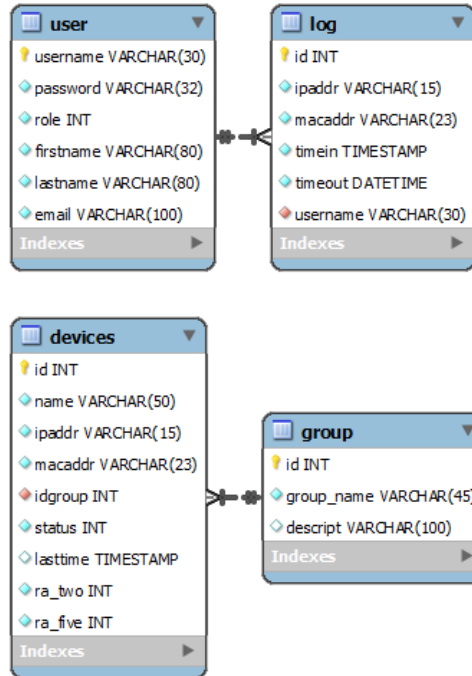 user
username VARCHAR(30)
password VARCHAR(32)
role INT
firstname VARCHAR(80)
lastname VARCHAR(80)
email VARCHAR(100)
Indexes
log
id INT
ipaddr VARCHAR(15)
macaddr VARCHAR(23)
timein TIMESTAMP
timeout DATETIME
username VARCHAR(30)
Indexes
devices
id INT
name VARCHAR(50)
ipaddr VARCHAR(15)
macaddr VARCHAR(23)
idgroup INT
status INT
lasttime TIMESTAMP
ra_two INT
ra_five INT
Indexes
group
id INT
group_name VARCHAR(45)
descript VARCHAR(100)
Indexes